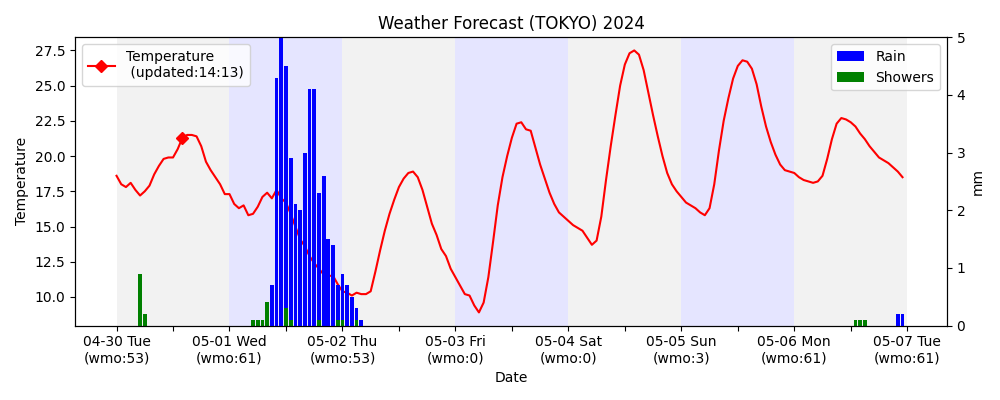 Weather Forecast (TOKYO) 2024
Temperature
(updated:14:13)
Rain
Showers
Temperature
27.5
25.0
22.5
20.0
17.5
15.0
12.5
10.0
5
4
3
2
1
0
mm
04-30 Tue
(wmo:53)
05-01 Wed
(wmo:61)
05-02 Thu
(wmo:53)
05-03 Fri
(wmo:0)
05-04 Sat
(wmo:0)
05-05 Sun
(wmo:3)
05-06 Mon
(wmo:61)
05-07 Tue
(wmo:61)
Date